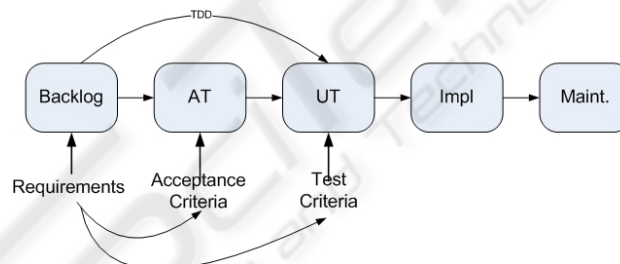 TDD
Backlog
AT
UT
Impl
Maint.
Requirements
Acceptance
Criteria
Test
Criteria